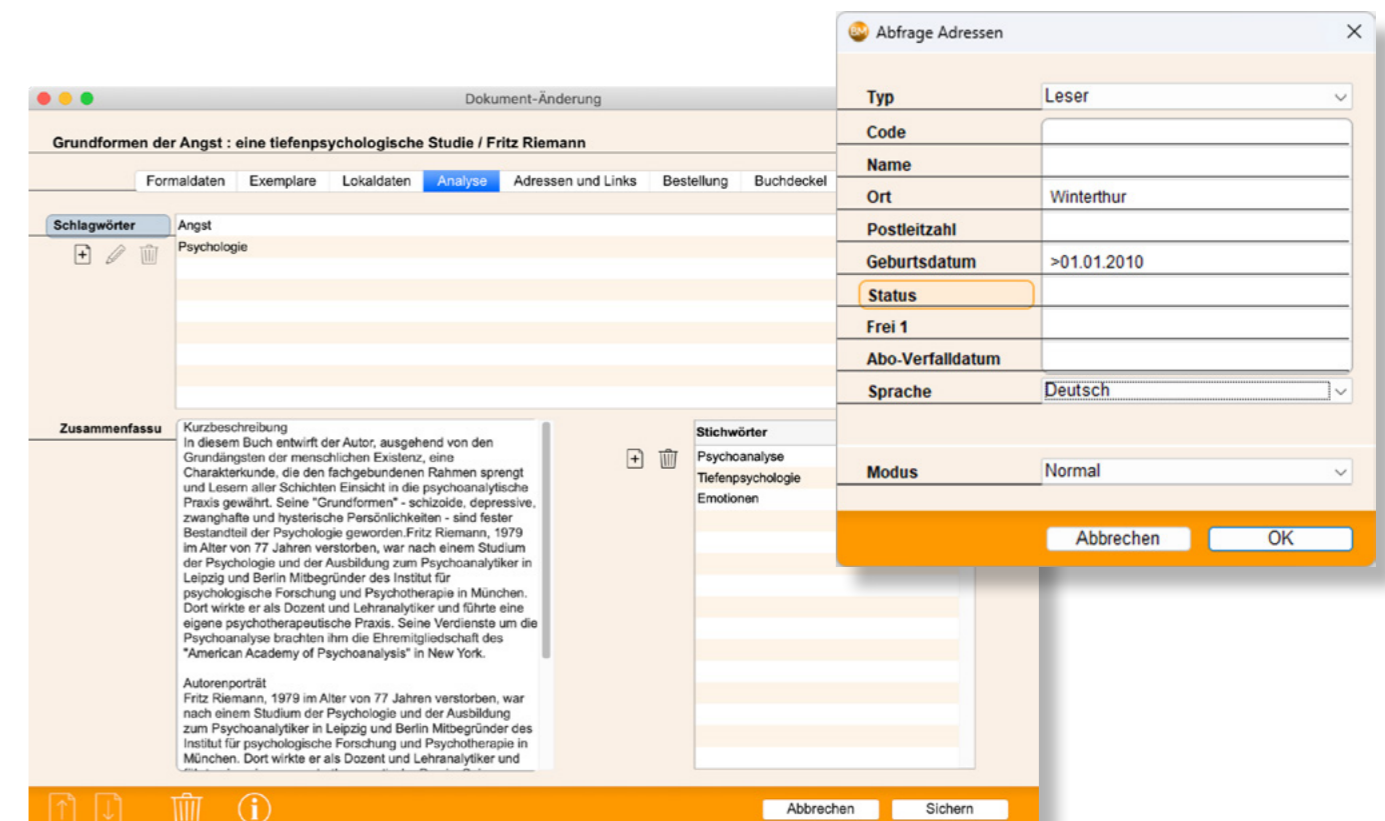 Dokument-Änderung
Grundformen der Angst : eine tiefenpsychologische Studie / Fritz Riemann
Formaldaten Exemplare Lokaldaten Analyse Adressen und Links Bestellung Buchdeckel
Schlagwörter
Angst
Psychologie
Zusammenfassu
Kurzbeschreibung
In diesem Buch entwirft der Autor, ausgehend von den
Grundängsten der menschlichen Existenz, eine
Charakterkunde, die den fachgebundenen Rahmen sprengt
und Lesern aller Schichten Einsicht in die psychoanalytische
Praxis gewährt. Seine "Grundformen" - schizoide, depressive,
zwanghafte und hysterische Persönlichkeiten - sind fester
Bestandteil der Psychologie geworden.Fritz Riemann, 1979
im Alter von 77 Jahren verstorben, war nach einem Studium
der Psychologie und der Ausbildung zum Psychoanalytiker in
Leipzig und Berlin Mitbegründer des Institut für
psychologische Forschung und Psychotherapie in München.
Dort wirkte er als Dozent und Lehranalytiker und führte eine
eigene psychotherapeutische Praxis. Seine Verdienste um die
Psychoanalyse brachten ihm die Ehremitgliedschaft des
"American Academy of Psychoanalysis" in New York.
Autorenporträt
Fritz Riemann, 1979 im Alter von 77 Jahren verstorben, war
nach einem Studium der Psychologie und der Ausbildung
zum Psychoanalytiker in Leipzig und Berlin Mitbegründer des
Institut für psychologische Forschung und Psychotherapie in
München. Dort wirkte er als Dozent und Lehranalytiker und
Stichwörter
Psychoanalyse
Tiefenpsychologie
Emotionen
Abbrechen Sichern
BM Abfrage Adressen
Typ Leser
Code
Name
Ort Winterthur
Postleitzahl
Geburtsdatum >01.01.2010
Status
Frei 1
Abo-Verfalldatum
Sprache Deutsch
Modus Normal
Abbrechen OK